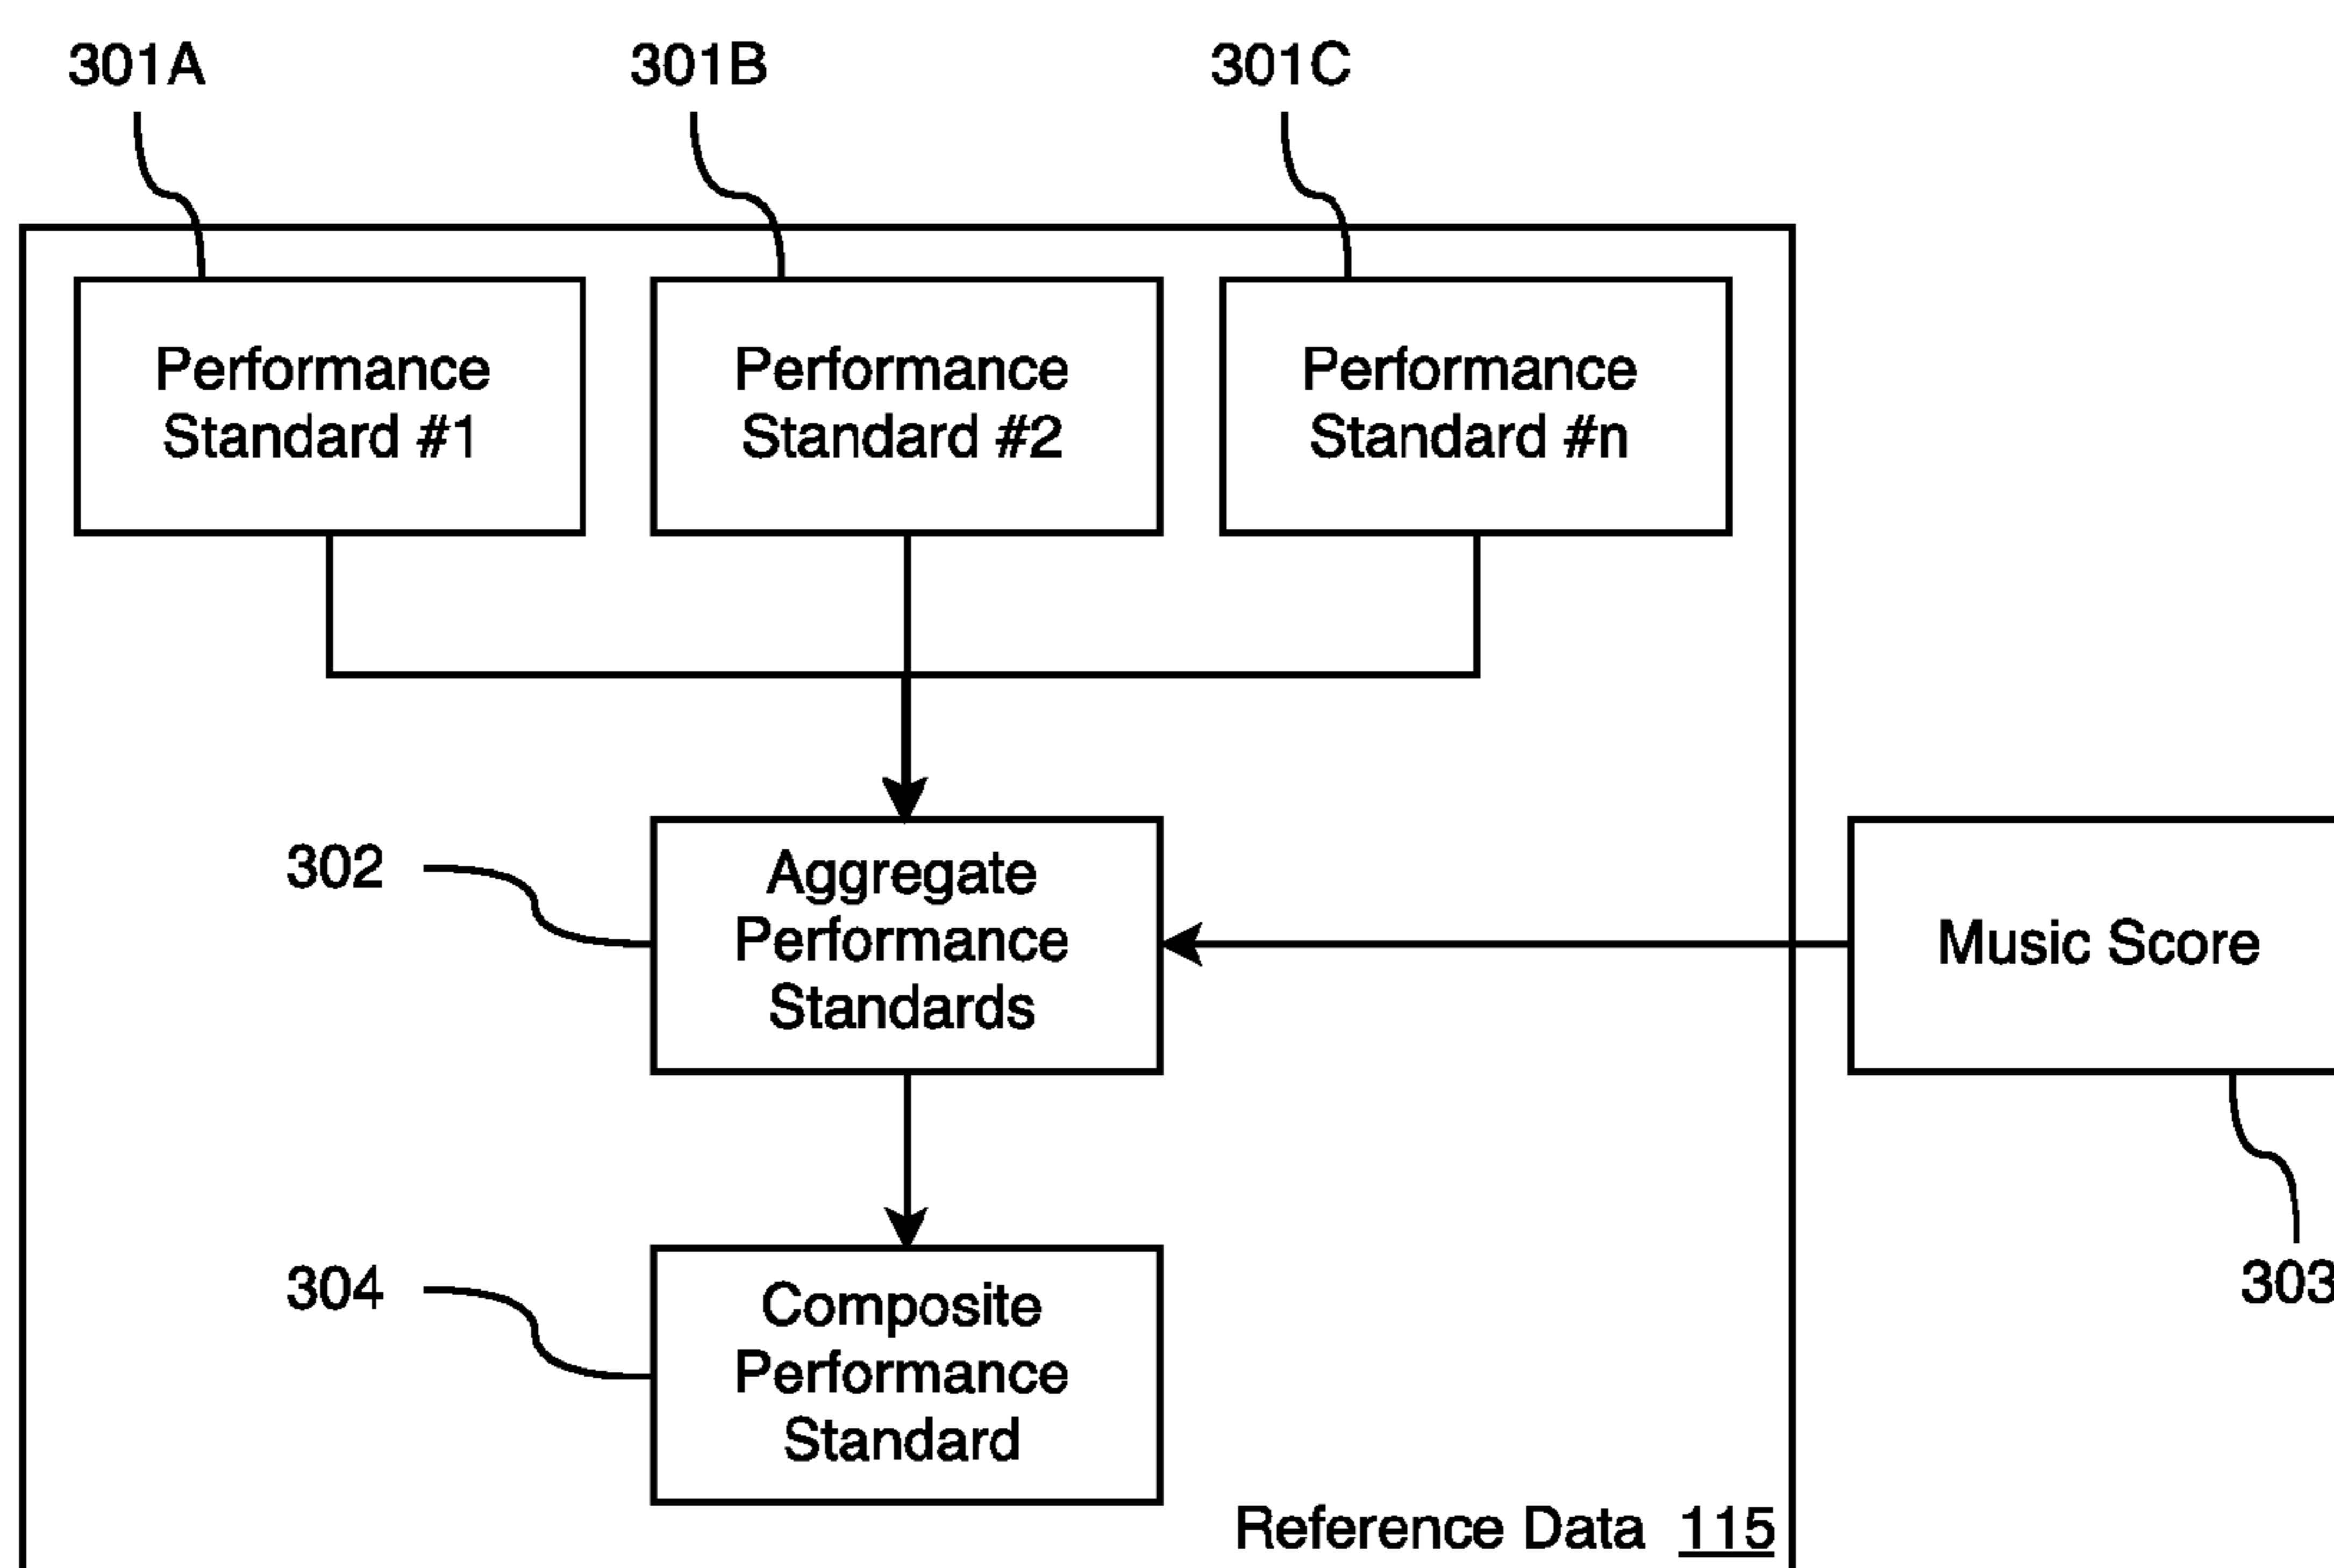 301A
301B
301C
Performance
Standard #1
Performance
Standard #2
Performance
Standard #n
302
Aggregate
Performance
Standards
Music Score
303
304
Composite
Performance
Standard
Reference Data 115